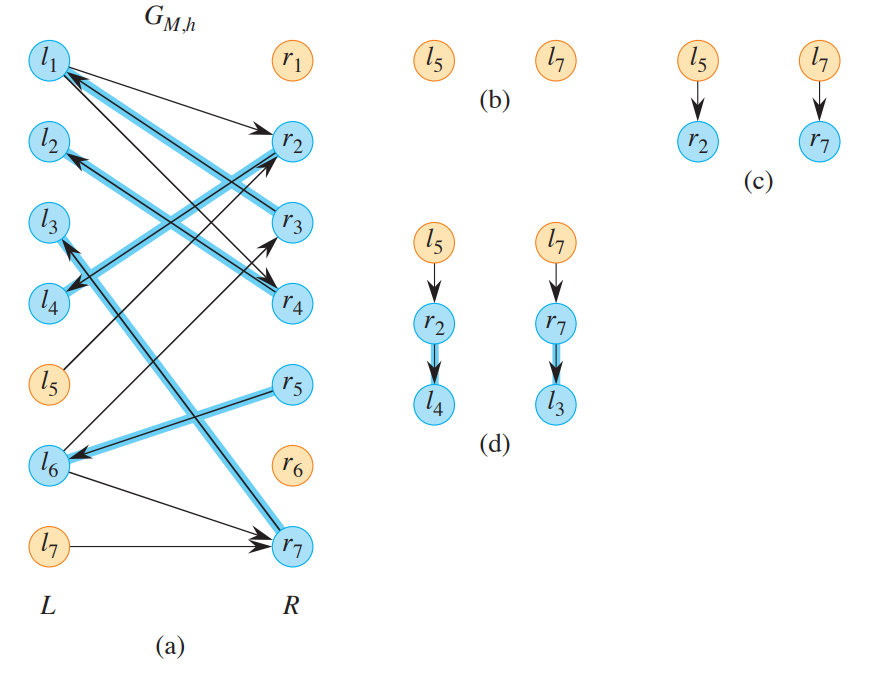 G_{M,h}
l_1 r_1 l_5 l_7 l_5 l_7
(b)
l_2 r_2 r_2 r_7
(c)
l_3 r_3 l_5 l_7
l_4 r_4 r_2 r_7
l_5 r_5 l_4 l_3
(d)
l_6 r_6
l_7 r_7
L R
(a)